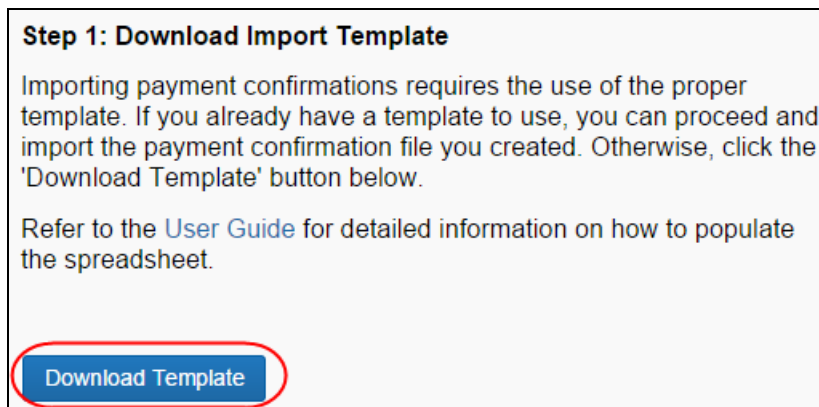 Step 1: Download Import Template
Importing payment confirmations requires the use of the proper
template. If you already have a template to use, you can proceed and
import the payment confirmation file you created. Otherwise, click the
'Download Template' button below.
Refer to the User Guide for detailed information on how to populate
the spreadsheet.
Download Template